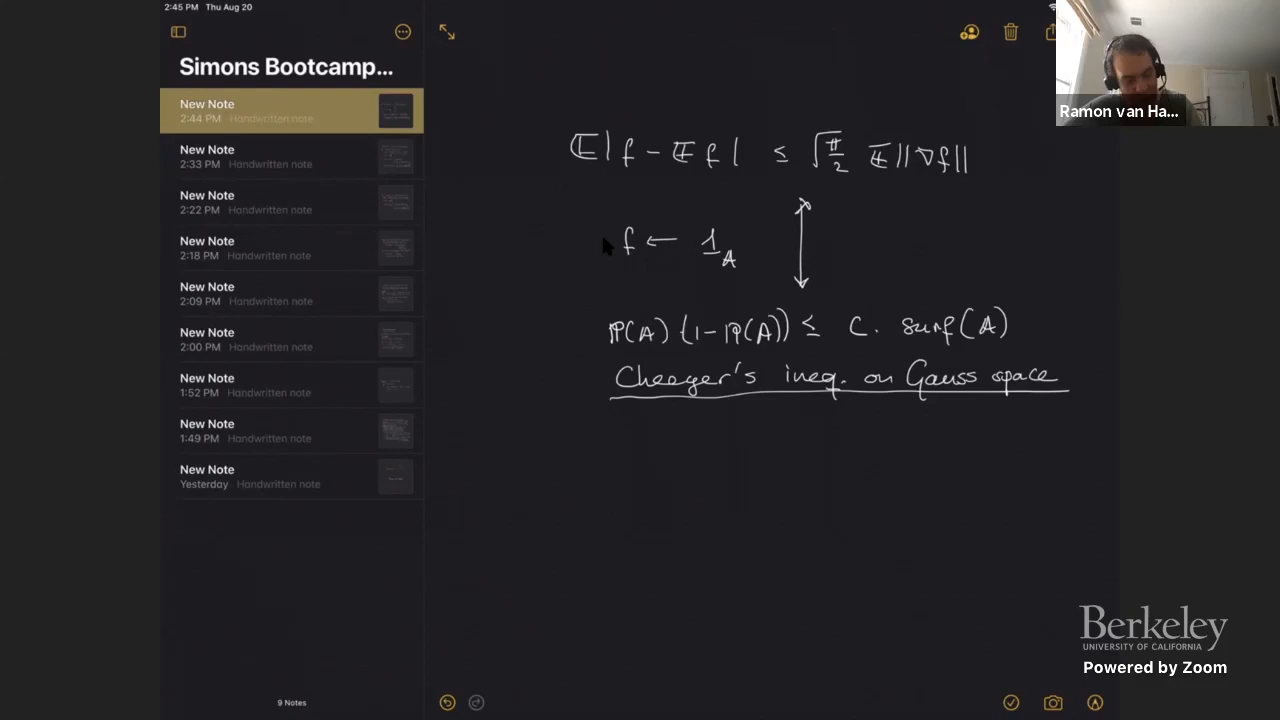 2:45 PM Thu Aug 20
Simons Bootcamp...
New Note
2:44 PM Handwritten note
New Note
2:33 PM Handwritten note
New Note
2:22 PM Handwritten note
New Note
2:18 PM Handwritten note
New Note
2:09 PM Handwritten note
New Note
2:00 PM Handwritten note
New Note
1:52 PM Handwritten note
New Note
1:49 PM Handwritten note
New Note
Yesterday Handwritten note
9 Notes
𝔼|f - 𝔼f| ≤ √(π/2) 𝔼||∇f||
f ← 1_A
ℙ(A) (1-ℙ(A)) ≤ C. surf(A)
Cheeger's ineq. on Gauss space
Berkeley
Ramon van Ha...
Berkeley
UNIVERSITY OF CALIFORNIA
Powered by Zoom